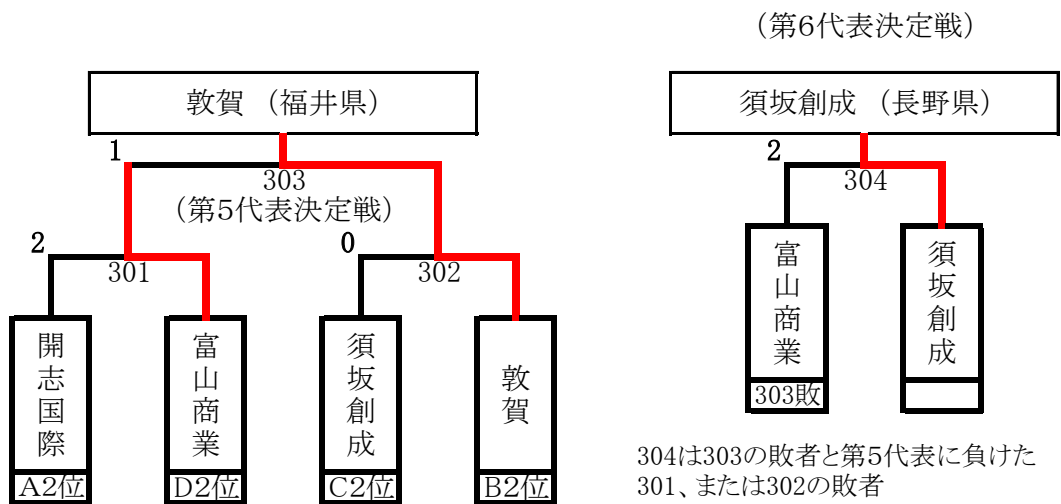 (第6代表決定戦)
敦賀 (福井県)
須坂創成 (長野県)
1
303
(第5代表決定戦)
2
304
2
301
0
302
開志国際
A2位
富山商業
D2位
須坂創成
C2位
敦賀
B2位
富山商業
303敗
須坂創成
304は303の敗者と第5代表に負けた
301、または302の敗者